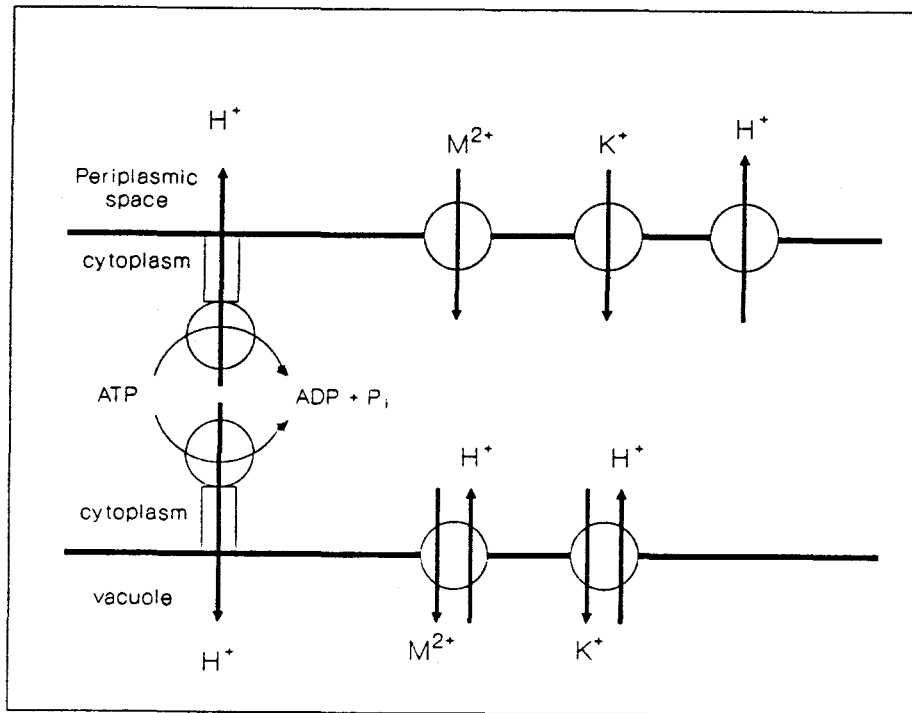 H⁺
M²⁺
K⁺
H⁺
Periplasmic
space
cytoplasm
ATP
ADP + Pᵢ
H⁺
H⁺
cytoplasm
vacuole
H⁺
M²⁺
K⁺